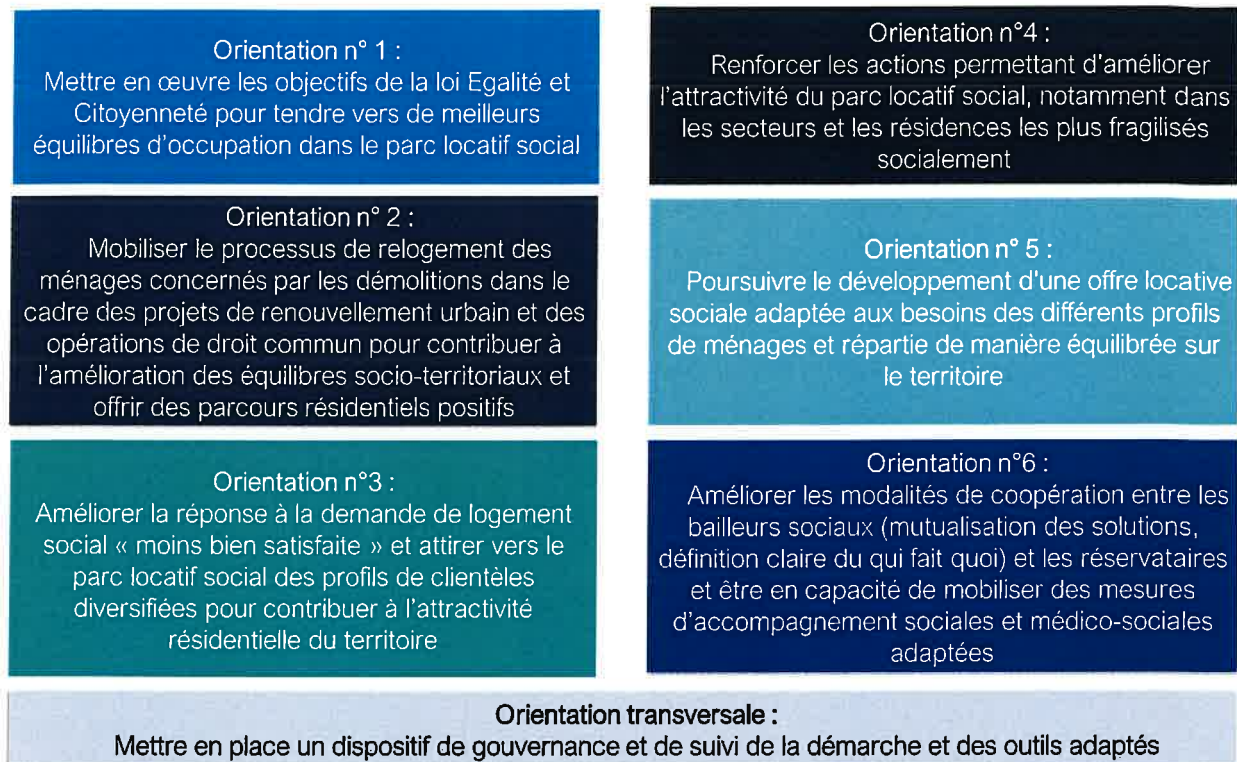 Orientation n° 1 :
Mettre en œuvre les objectifs de la loi Egalité et
Citoyenneté pour tendre vers de meilleurs
équilibres d'occupation dans le parc locatif social
Orientation n° 2 :
Mobiliser le processus de relogement des
ménages concernés par les démolitions dans le
cadre des projets de renouvellement urbain et des
opérations de droit commun pour contribuer à
l'amélioration des équilibres socio-territoriaux et
offrir des parcours résidentiels positifs
Orientation n°3 :
Améliorer la réponse à la demande de logement
social « moins bien satisfaite » et attirer vers le
parc locatif social des profils de clientèles
diversifiées pour contribuer à l'attractivité
résidentielle du territoire
Orientation n°4 :
Renforcer les actions permettant d'améliorer
l'attractivité du parc locatif social, notamment dans
les secteurs et les résidences les plus fragilisés
socialement
Orientation n° 5 :
Poursuivre le développement d'une offre locative
sociale adaptée aux besoins des différents profils
de ménages et répartie de manière équilibrée sur
le territoire
Orientation n°6 :
Améliorer les modalités de coopération entre les
bailleurs sociaux (mutualisation des solutions,
définition claire du qui fait quoi) et les réservataires
et être en capacité de mobiliser des mesures
d'accompagnement sociales et médico-sociales
adaptées
Orientation transversale :
Mettre en place un dispositif de gouvernance et de suivi de la démarche et des outils adaptés